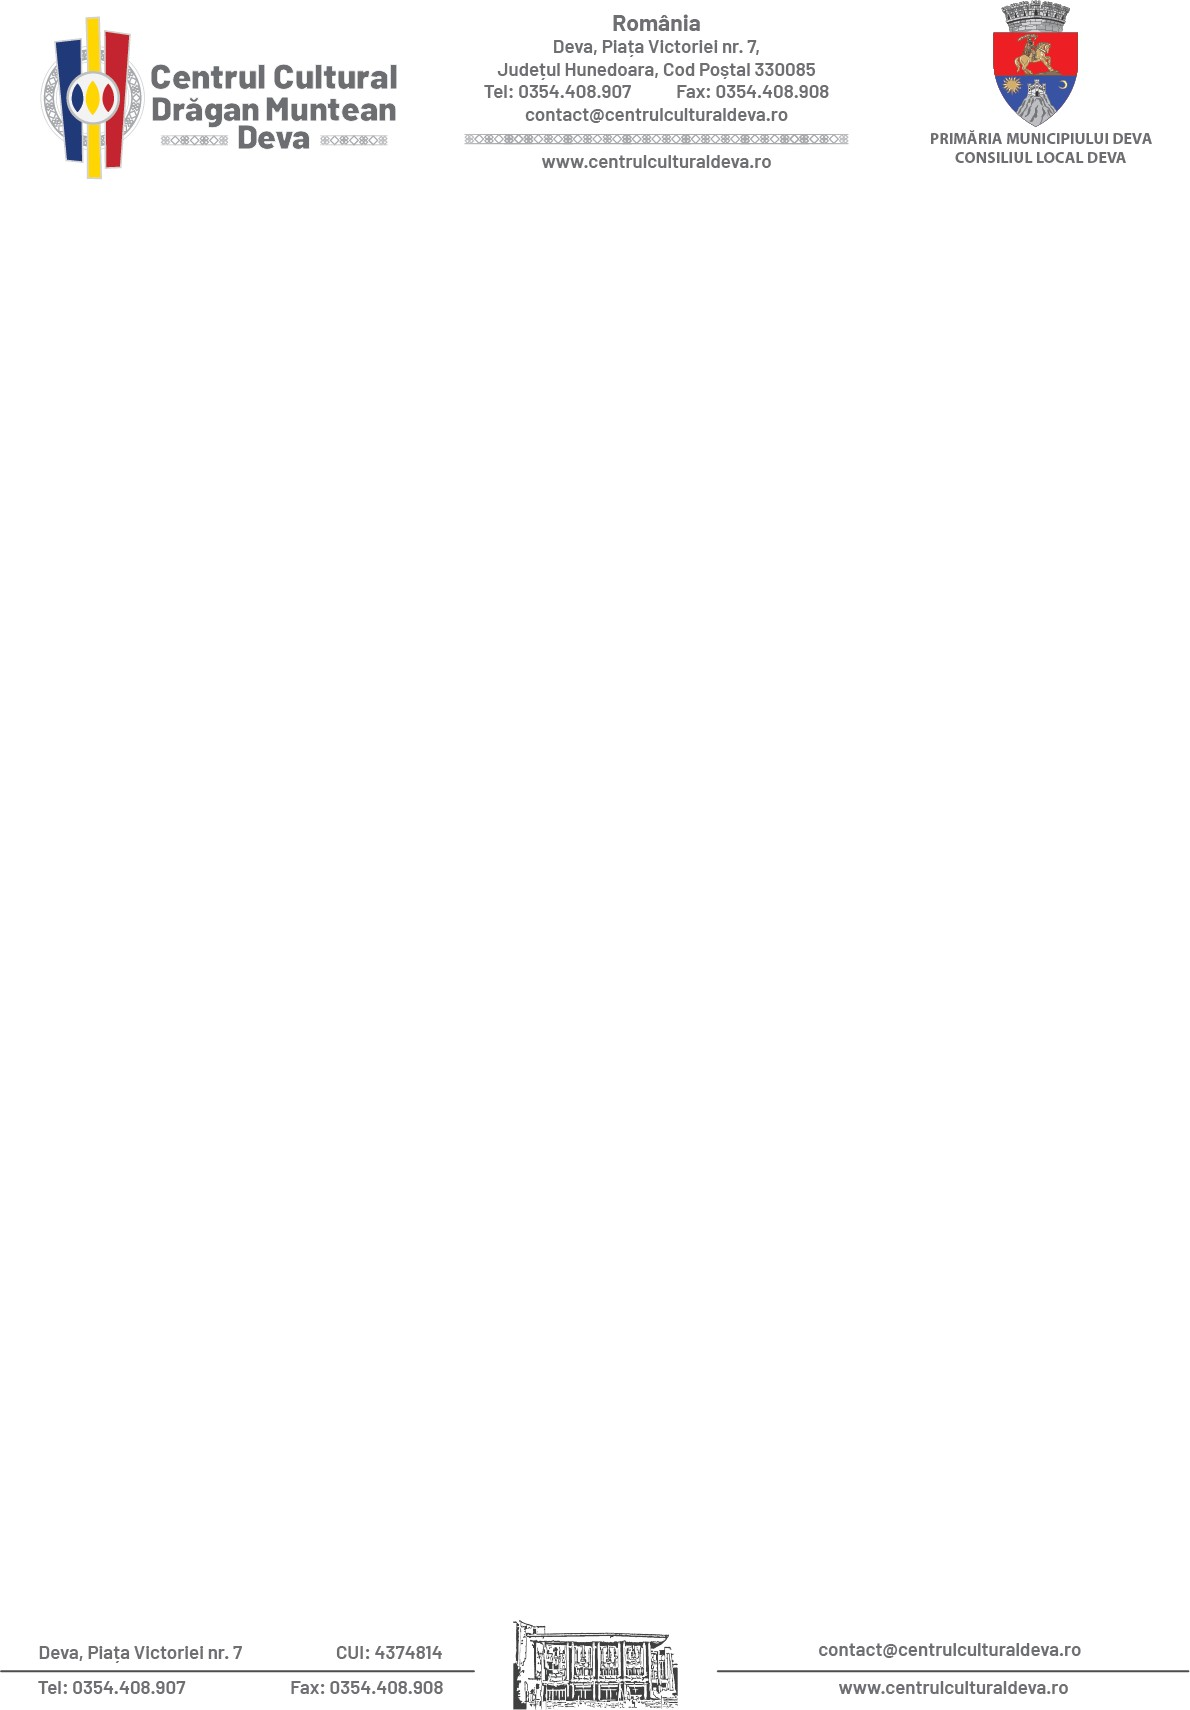 Centrul Cultural
Drăgan Muntean
Deva
România
Deva, Piața Victoriei nr. 7,
Județul Hunedoara, Cod Poștal 330085
Tel: 0354.408.907 Fax: 0354.408.908
contact@centrulculturaldeva.ro
www.centrulculturaldeva.ro
PRIMĂRIA MUNICIPIULUI DEVA
CONSILIUL LOCAL DEVA
Deva, Piața Victoriei nr. 7 CUI: 4374814
Tel: 0354.408.907 Fax: 0354.408.908
contact@centrulculturaldeva.ro
www.centrulculturaldeva.ro